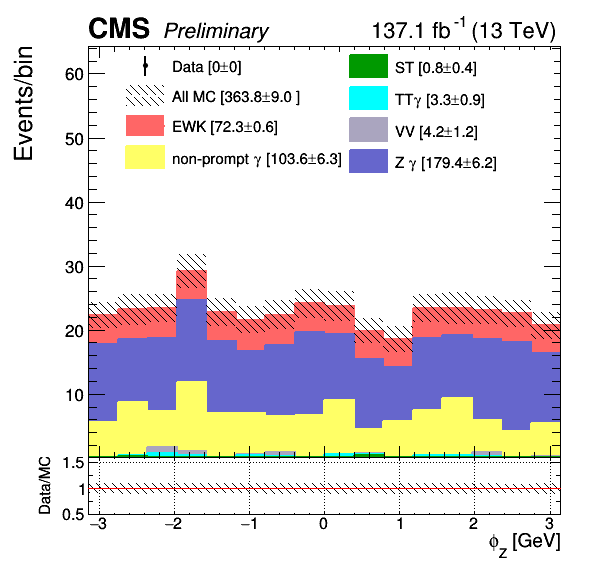 CMS Preliminary 137.1 fb⁻¹ (13 TeV)
Events/bin
60
50
40
30
20
10
Data [0±0]
All MC [363.8±9.0 ]
EWK [72.3±0.6]
non-prompt γ [103.6±6.3]
ST [0.8±0.4]
TTγ [3.3±0.9]
VV [4.2±1.2]
Z γ [179.4±6.2]
Data/MC
1.5
1
0.5
−3 −2 −1 0 1 2 3
ϕ_Z [GeV]